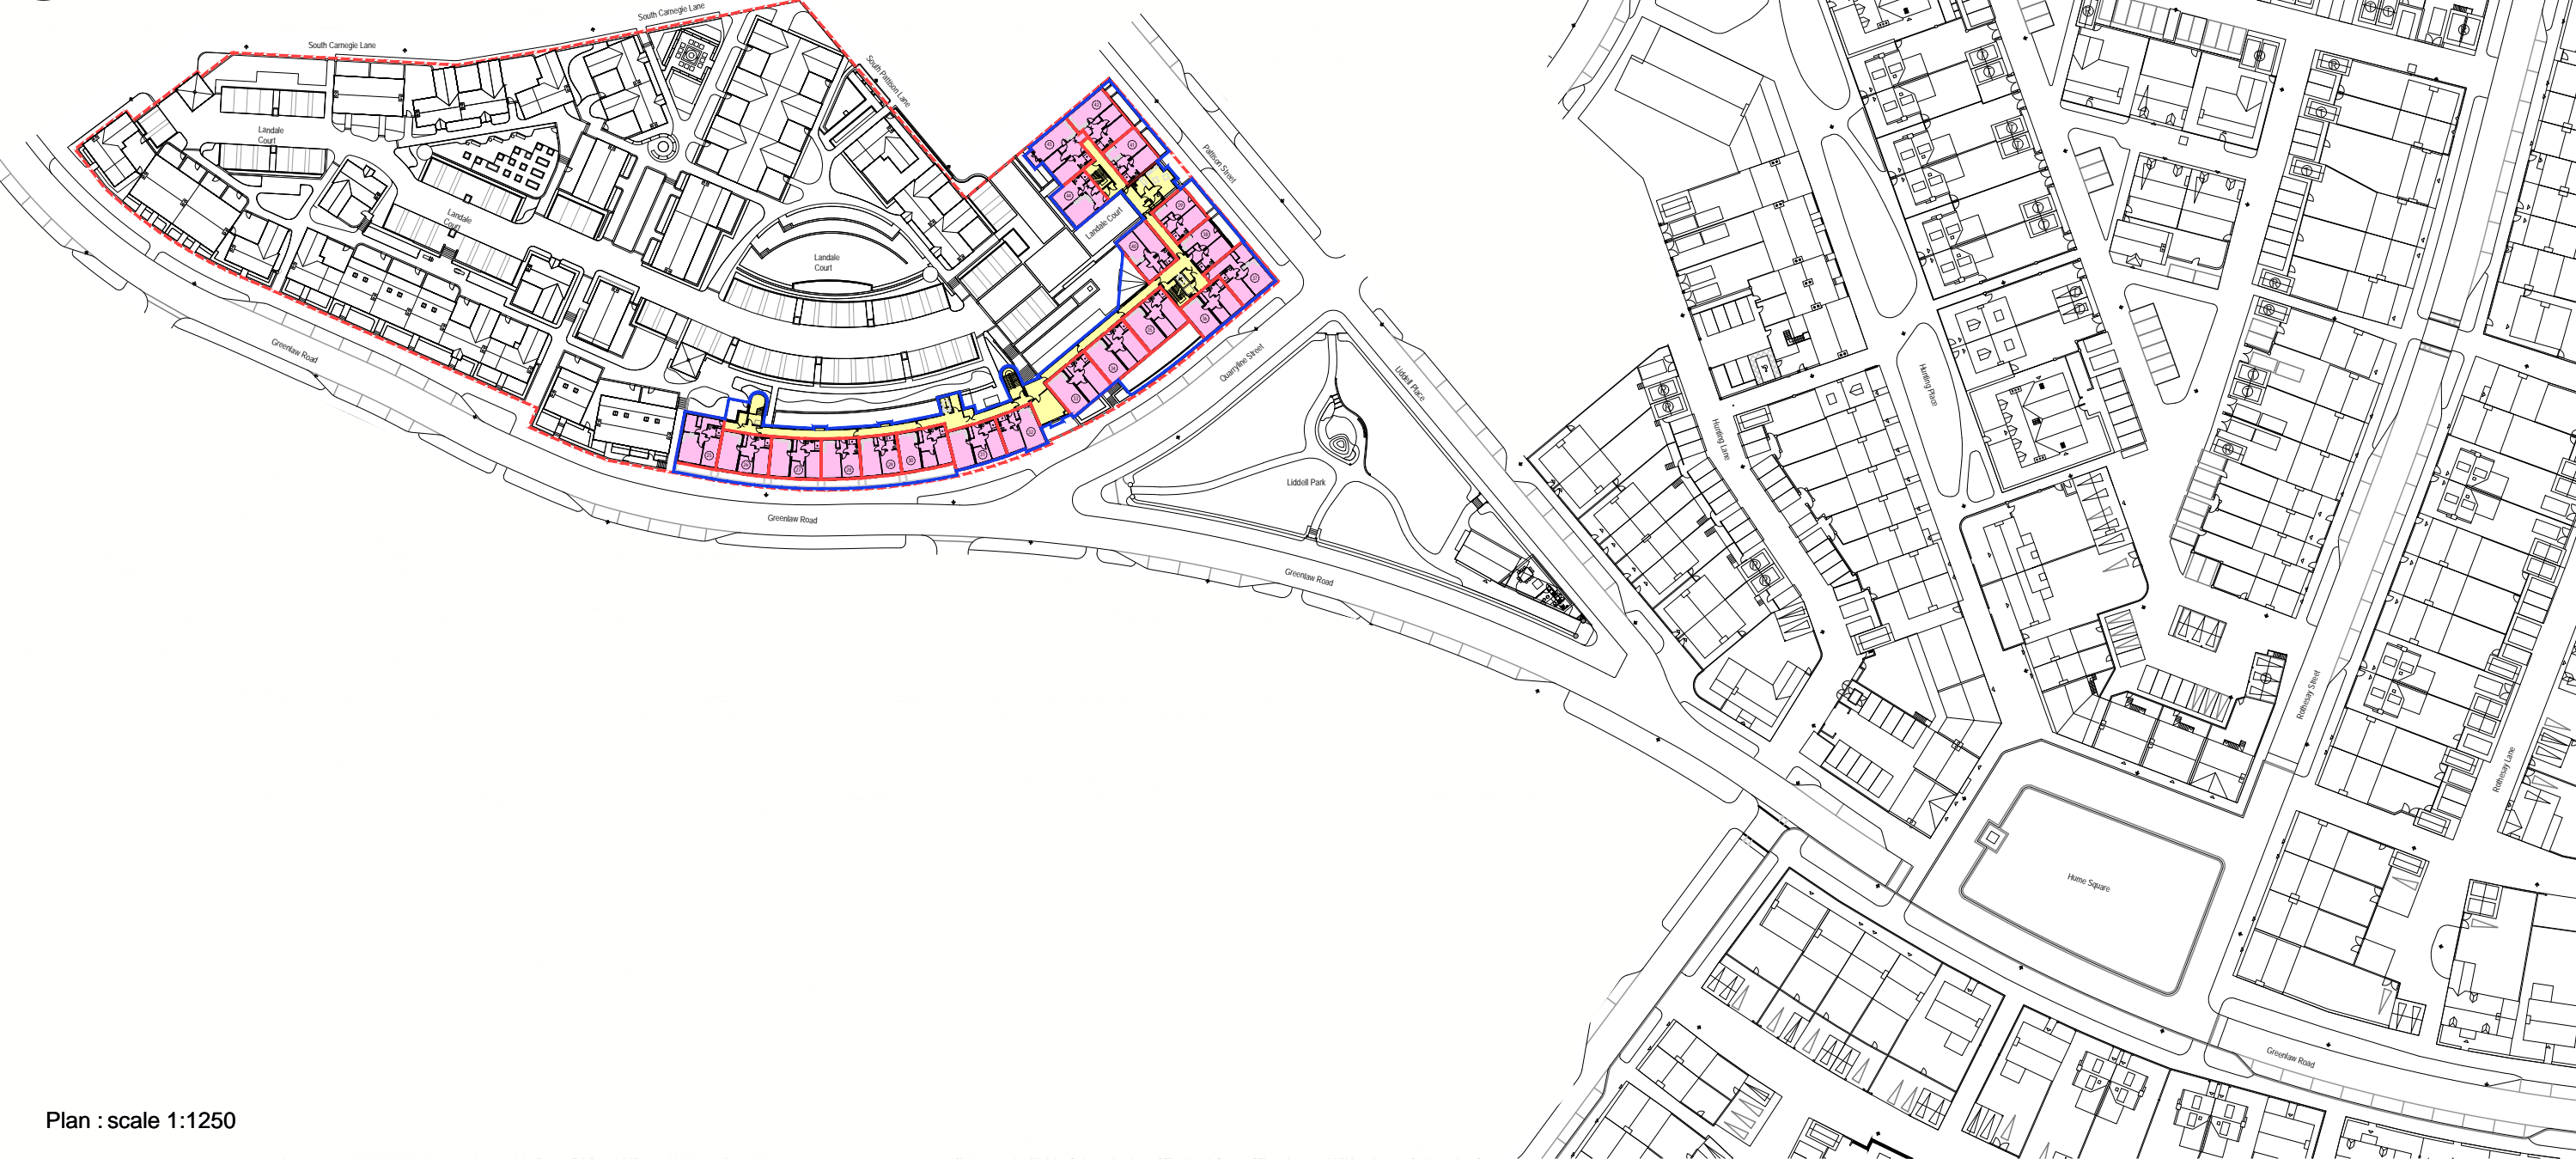 South Carnegie Lane
South Carnegie Lane
South Pattison Lane
Landale
Court
Pattison Street
Landale
Court
Landale Court
Landale
Court
Greenlaw Road
Quarryline Street
Liddell Place
Hunting Place
Hunting Lane
Liddell Park
Greenlaw Road
Greenlaw Road
Rothesay Street
Rothesay Lane
Hume Square
Greenlaw Road
Plan : scale 1:1250